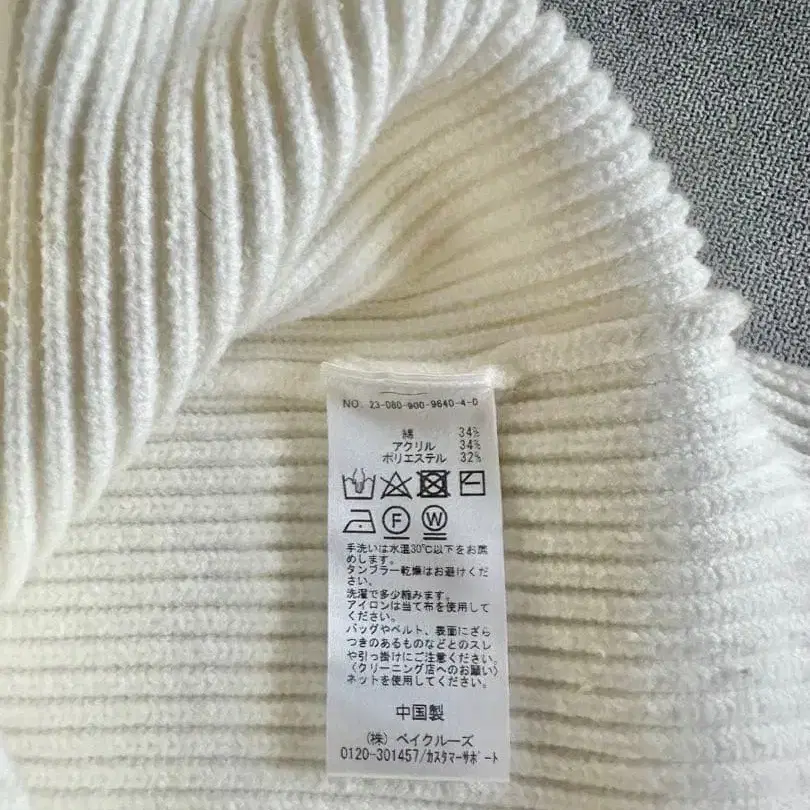 NO. 23-080-900-9640-4-0
綿 34%
アクリル 34%
ポリエステル 32%
F W
手洗いは水温30℃以下をお薦
めします。
タンブラー乾燥はお避けくだ
さい。
洗濯で多少縮みます。
アイロンは当て布を使用して
ください。
バッグやベルト、表面にざら
つきのあるものなどとのスレ
や引っ掛けにご注意ください。
〈クリーニング店へのお願い〉
ネットを使用してください。
中国製
(株) ベイクルーズ
0120-301457/カスタマーサポート